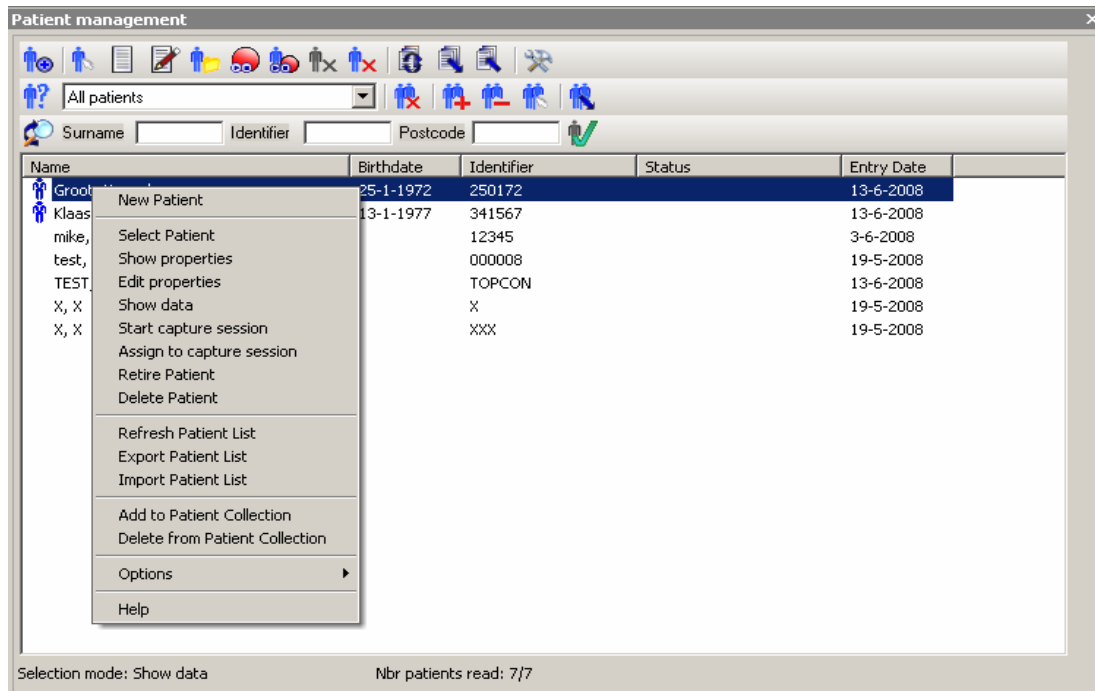 Patient management
All patients
Surname Identifier Postcode
Name Birthdate Identifier Status Entry Date
25-1-1972 250172 13-6-2008
Klaas 13-1-1977 341567 13-6-2008
mike, 12345 3-6-2008
test, 000008 19-5-2008
TEST, TOPCON 13-6-2008
X, X X 19-5-2008
X, X XXX 19-5-2008
New Patient
Select Patient
Show properties
Edit properties
Show data
Start capture session
Assign to capture session
Retire Patient
Delete Patient
Refresh Patient List
Export Patient List
Import Patient List
Add to Patient Collection
Delete from Patient Collection
Options
Help
Selection mode: Show data Nbr patients read: 7/7